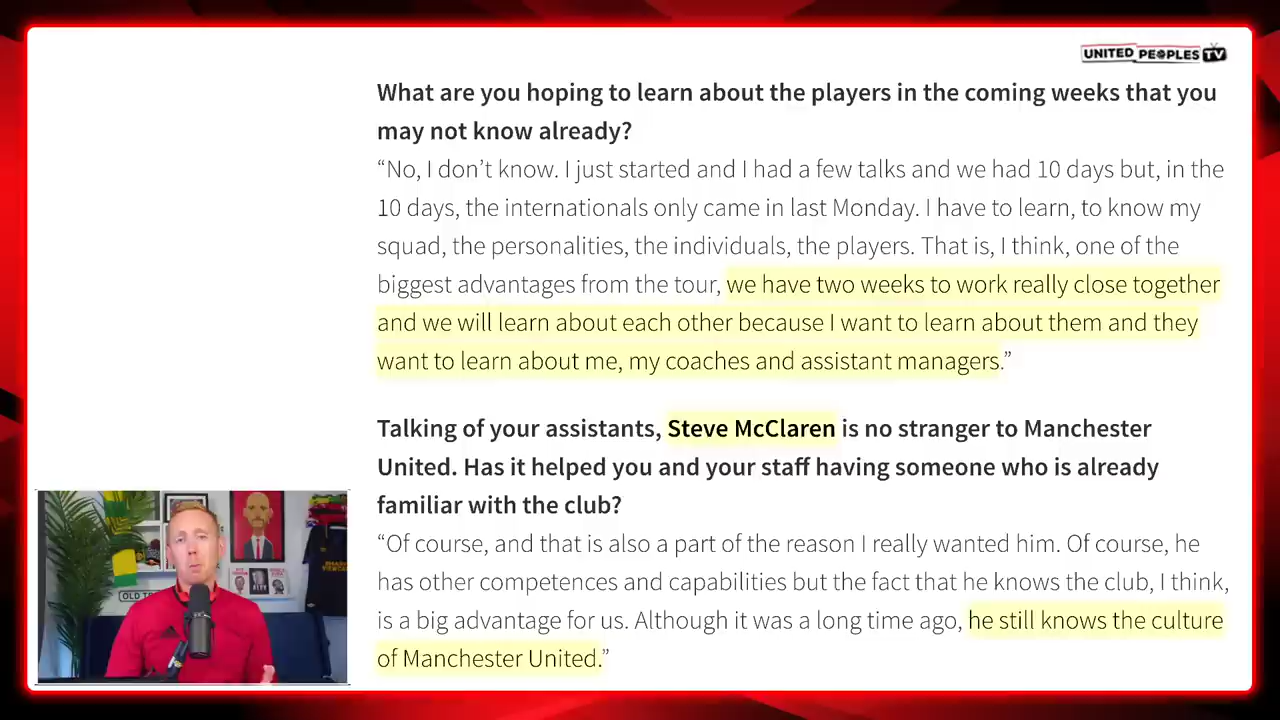 UNITED PEOPLES TV
What are you hoping to learn about the players in the coming weeks that you
may not know already?
“No, I don’t know. I just started and I had a few talks and we had 10 days but, in the
10 days, the internationals only came in last Monday. I have to learn, to know my
squad, the personalities, the individuals, the players. That is, I think, one of the
biggest advantages from the tour, we have two weeks to work really close together
and we will learn about each other because I want to learn about them and they
want to learn about me, my coaches and assistant managers.”
Talking of your assistants, Steve McClaren is no stranger to Manchester
United. Has it helped you and your staff having someone who is already
familiar with the club?
“Of course, and that is also a part of the reason I really wanted him. Of course, he
has other competences and capabilities but the fact that he knows the club, I think,
is a big advantage for us. Although it was a long time ago, he still knows the culture
of Manchester United.”